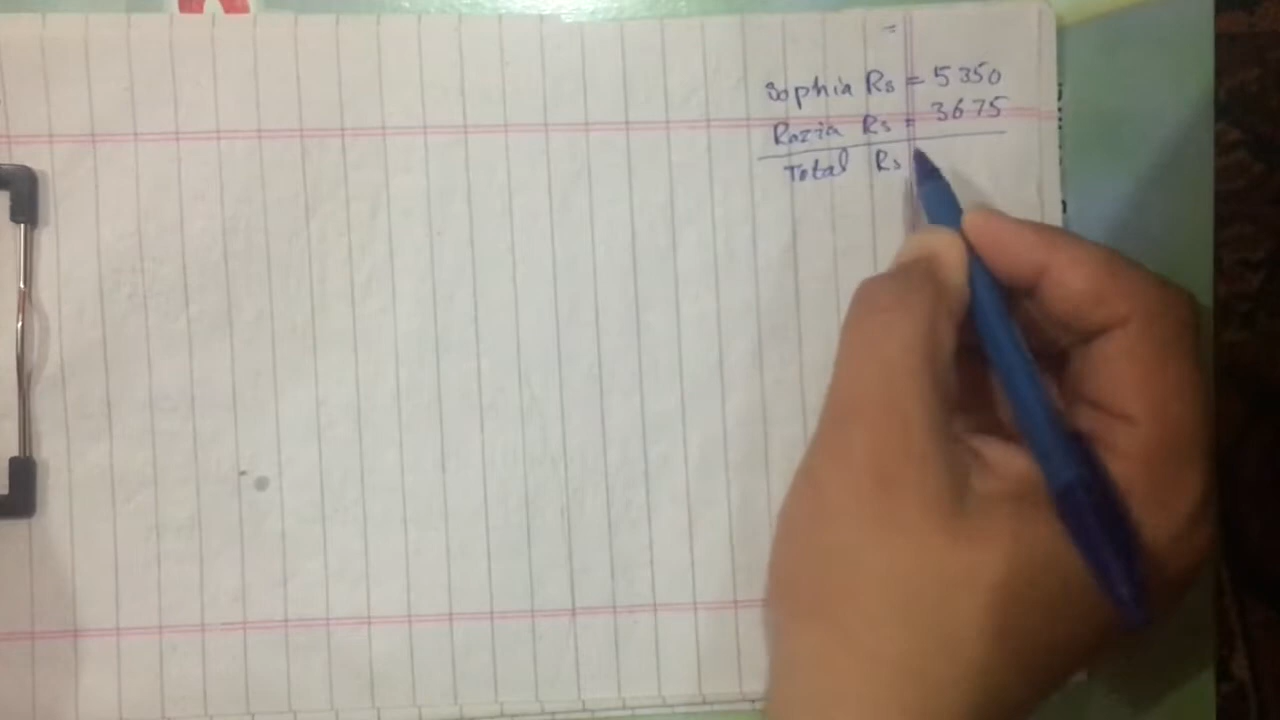 Sophia Rs = 5350
Razia Rs = 3675
Total Rs